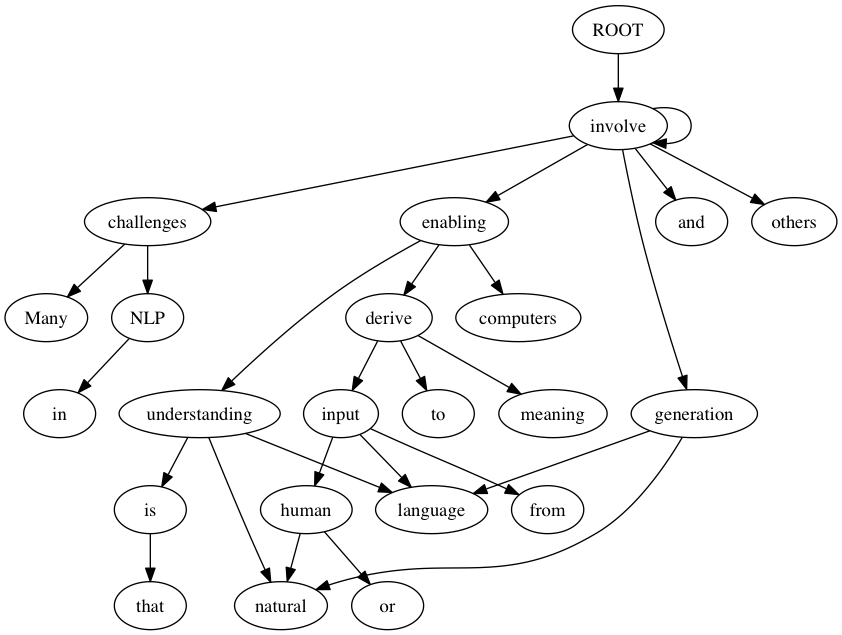 ROOT
involve
challenges enabling and others
Many NLP derive computers
in understanding input to meaning generation
is human language from
that natural or